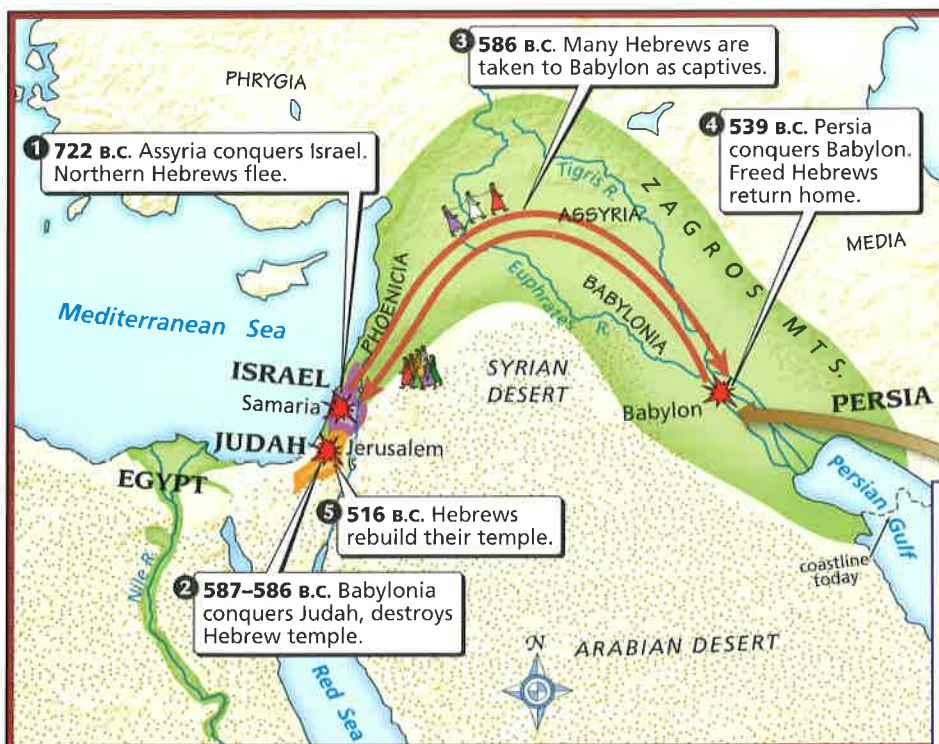 3 586 B.C. Many Hebrews are
taken to Babylon as captives.
PHRYGIA
4 539 B.C. Persia
conquers Babylon.
Freed Hebrews
return home.
1 722 B.C. Assyria conquers Israel.
Northern Hebrews flee.
Tigris R.
ASSYRIA
ZAGROS MTS.
MEDIA
PHOENICIA
Euphrates R.
BABYLONIA
Mediterranean Sea
ISRAEL
Samaria
SYRIAN
DESERT
Babylon
PERSIA
JUDAH
Jerusalem
EGYPT
Persian Gulf
5 516 B.C. Hebrews
rebuild their temple.
coastline
today
Nile R.
2 587–586 B.C. Babylonia
conquers Judah, destroys
Hebrew temple.
N
ARABIAN DESERT
Red Sea